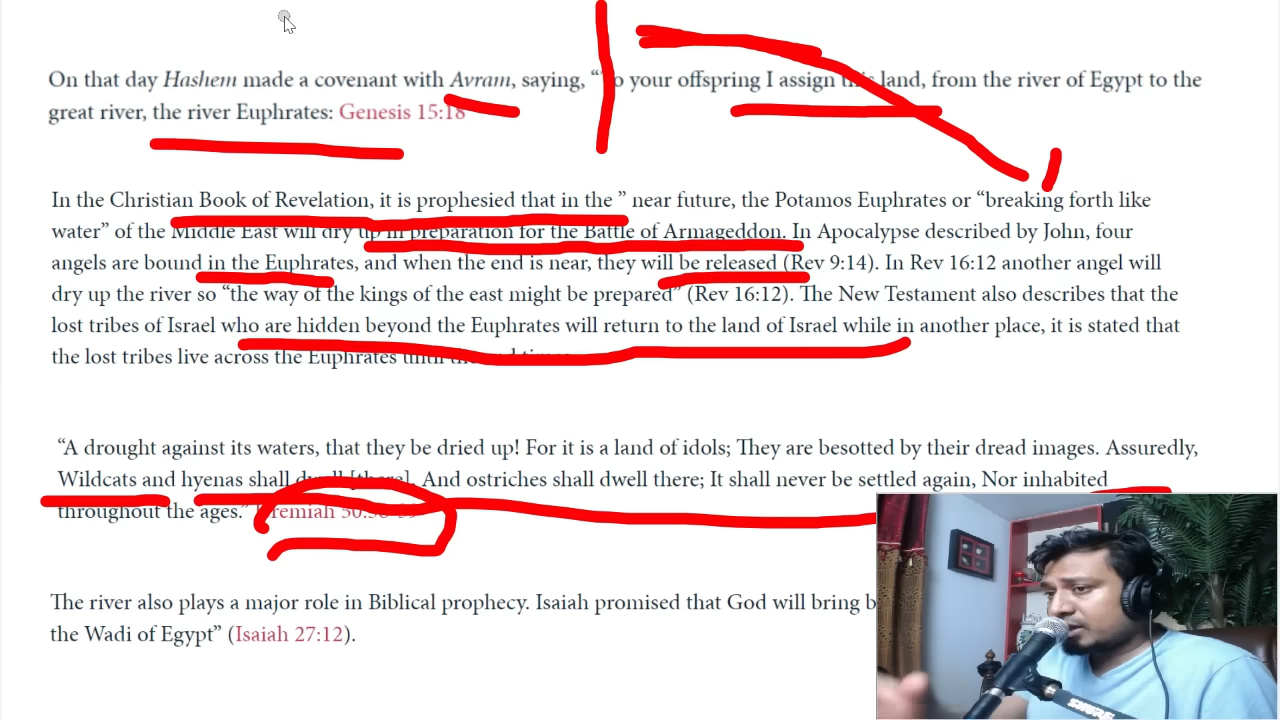 On that day Hashem made a covenant with Avram, saying, “To your offspring I assign this land, from the river of Egypt to the
great river, the river Euphrates: Genesis 15:18
In the Christian Book of Revelation, it is prophesied that in the ” near future, the Potamos Euphrates or “breaking forth like
water” of the Middle East will dry up in preparation for the Battle of Armageddon. In Apocalypse described by John, four
angels are bound in the Euphrates, and when the end is near, they will be released (Rev 9:14). In Rev 16:12 another angel will
dry up the river so “the way of the kings of the east might be prepared” (Rev 16:12). The New Testament also describes that the
lost tribes of Israel who are hidden beyond the Euphrates will return to the land of Israel while in another place, it is stated that
the lost tribes live across the Euphrates until the end times.
“A drought against its waters, that they be dried up! For it is a land of idols; They are besotted by their dread images. Assuredly,
Wildcats and hyenas shall dwell [there], And ostriches shall dwell there; It shall never be settled again, Nor inhabited
throughout the ages.” Jeremiah
The river also plays a major role in Biblical prophecy. Isaiah promised that God will bring
the Wadi of Egypt” (Isaiah 27:12).
SHURE